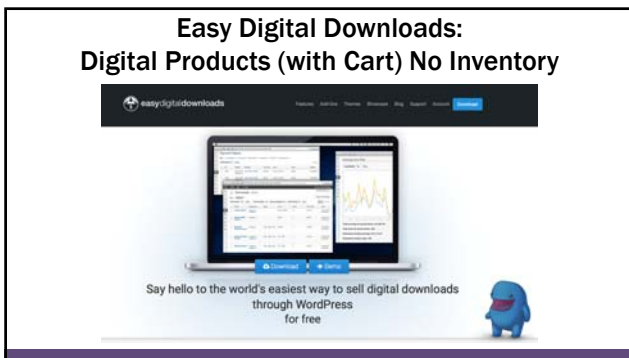 Easy Digital Downloads:
Digital Products (with Cart) No Inventory
easydigitaldownloads
Features Add-Ons Themes Showcase Blog Support Account Download
Download Demo
Say hello to the world's easiest way to sell digital downloads
through WordPress
for free